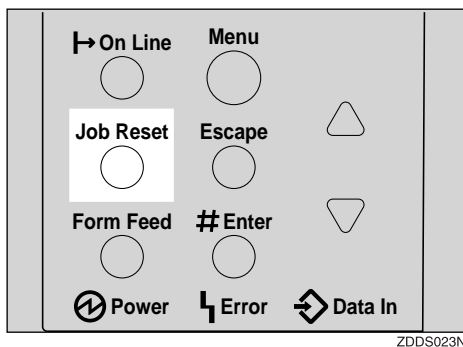 On Line Menu
Job Reset Escape
Form Feed # Enter
Power Error Data In
ZDDS023N